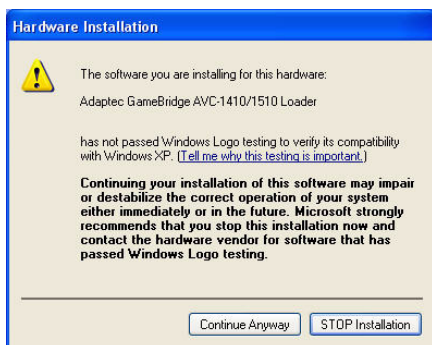 Hardware Installation
The software you are installing for this hardware:
Adaptec GameBridge AVC-1410/1510 Loader
has not passed Windows Logo testing to verify its compatibility
with Windows XP. (Tell me why this testing is important.)
Continuing your installation of this software may impair
or destabilize the correct operation of your system
either immediately or in the future. Microsoft strongly
recommends that you stop this installation now and
contact the hardware vendor for software that has
passed Windows Logo testing.
Continue Anyway
STOP Installation